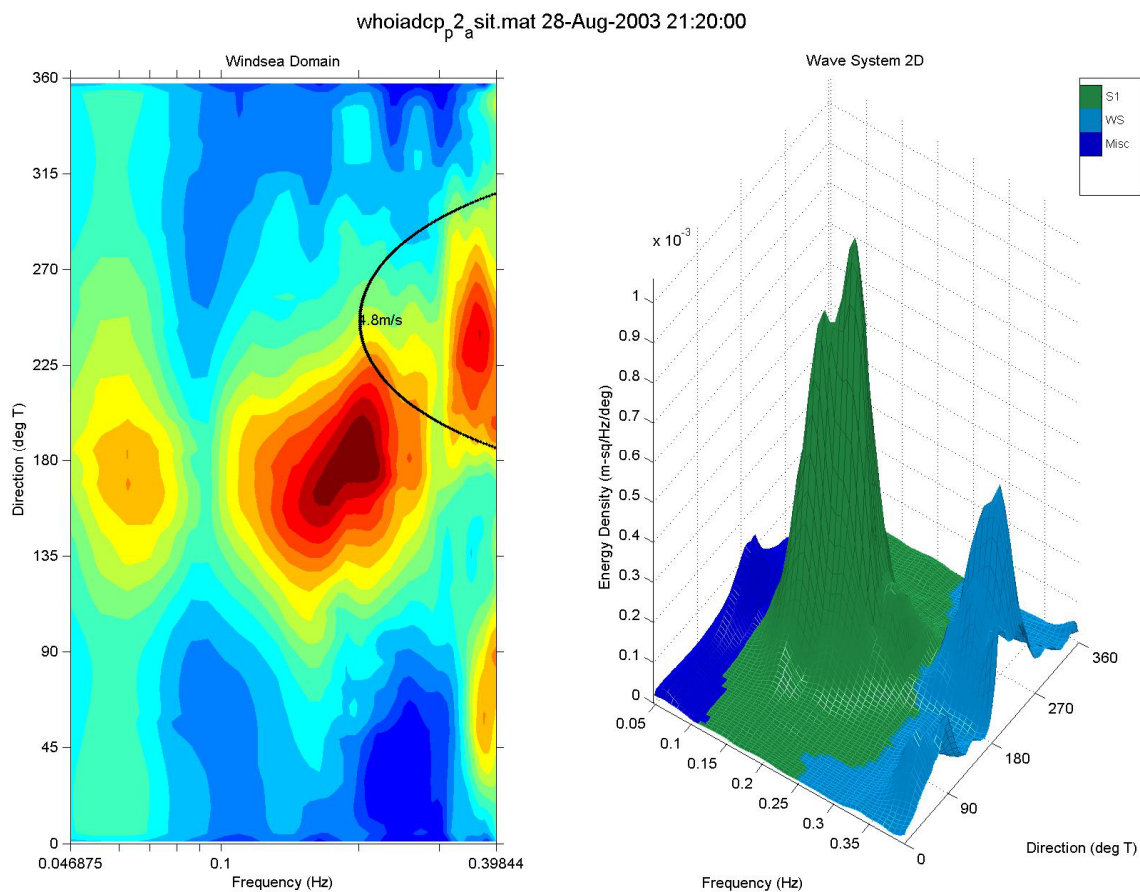 whoiadcp_p2_asit.mat 28-Aug-2003 21:20:00
Windsea Domain
360
315
270
225
180
135
90
45
0
Direction (deg T)
4.8m/s
0.046875
0.1
0.39844
Frequency (Hz)
Wave System 2D
S1
WS
Misc
x 10^-3
1
0.9
0.8
0.7
0.6
0.5
0.4
0.3
0.2
0.1
0
Energy Density (m-sq/Hz/deg)
0.05
0.1
0.15
0.2
0.25
0.3
0.35
Frequency (Hz)
0
90
180
270
360
Direction (deg T)